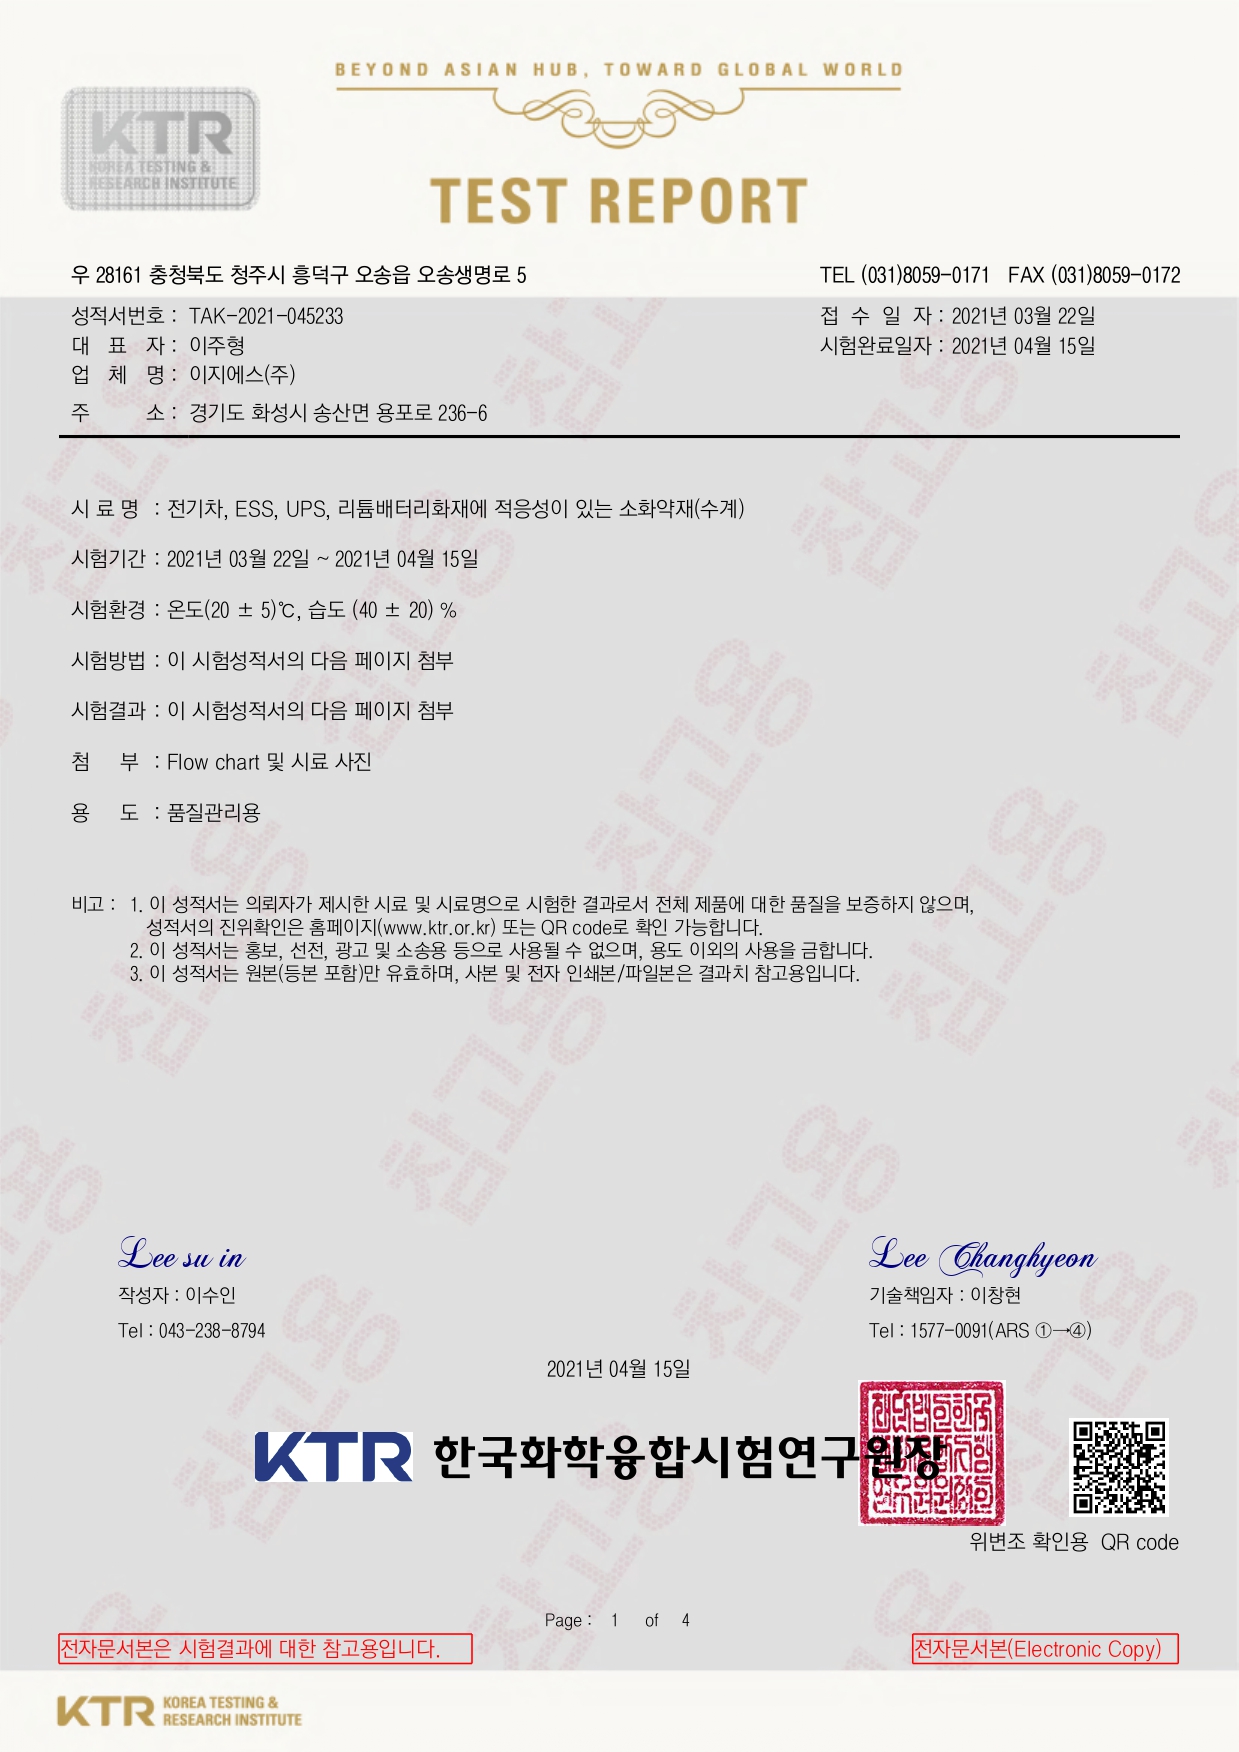 BEYOND ASIAN HUB, TOWARD GLOBAL WORLD
KTR
KOREA TESTING &
RESEARCH INSTITUTE
TEST REPORT
우 28161 충청북도 청주시 흥덕구 오송읍 오송생명로 5 TEL (031)8059-0171 FAX (031)8059-0172
성적서번호 : TAK-2021-045233 접 수 일 자 : 2021년 03월 22일
대 표 자 : 이주형 시험완료일자 : 2021년 04월 15일
업 체 명 : 이지에스(주)
주 소 : 경기도 화성시 송산면 용포로 236-6
시 료 명 : 전기차, ESS, UPS, 리튬배터리화재에 적응성이 있는 소화약재(수계)
시험기간 : 2021년 03월 22일 ~ 2021년 04월 15일
시험환경 : 온도(20 ± 5)℃, 습도 (40 ± 20) %
시험방법 : 이 시험성적서의 다음 페이지 첨부
시험결과 : 이 시험성적서의 다음 페이지 첨부
첨 부 : Flow chart 및 시료 사진
용 도 : 품질관리용
비고 : 1. 이 성적서는 의뢰자가 제시한 시료 및 시료명으로 시험한 결과로서 전체 제품에 대한 품질을 보증하지 않으며,
성적서의 진위확인은 홈페이지(www.ktr.or.kr) 또는 QR code로 확인 가능합니다.
2. 이 성적서는 홍보, 선전, 광고 및 소송용 등으로 사용될 수 없으며, 용도 이외의 사용을 금합니다.
3. 이 성적서는 원본(등본 포함)만 유효하며, 사본 및 전자 인쇄본/파일본은 결과치 참고용입니다.
Lee su in Lee Changhyeon
작성자 : 이수인 기술책임자 : 이창현
Tel : 043-238-8794 Tel : 1577-0091(ARS ①→④)
2021년 04월 15일
KTR 한국화학융합시험연구원장
위변조 확인용 QR code
Page : 1 of 4
전자문서본은 시험결과에 대한 참고용입니다. 전자문서본(Electronic Copy)
KTR KOREA TESTING &
RESEARCH INSTITUTE
참고용